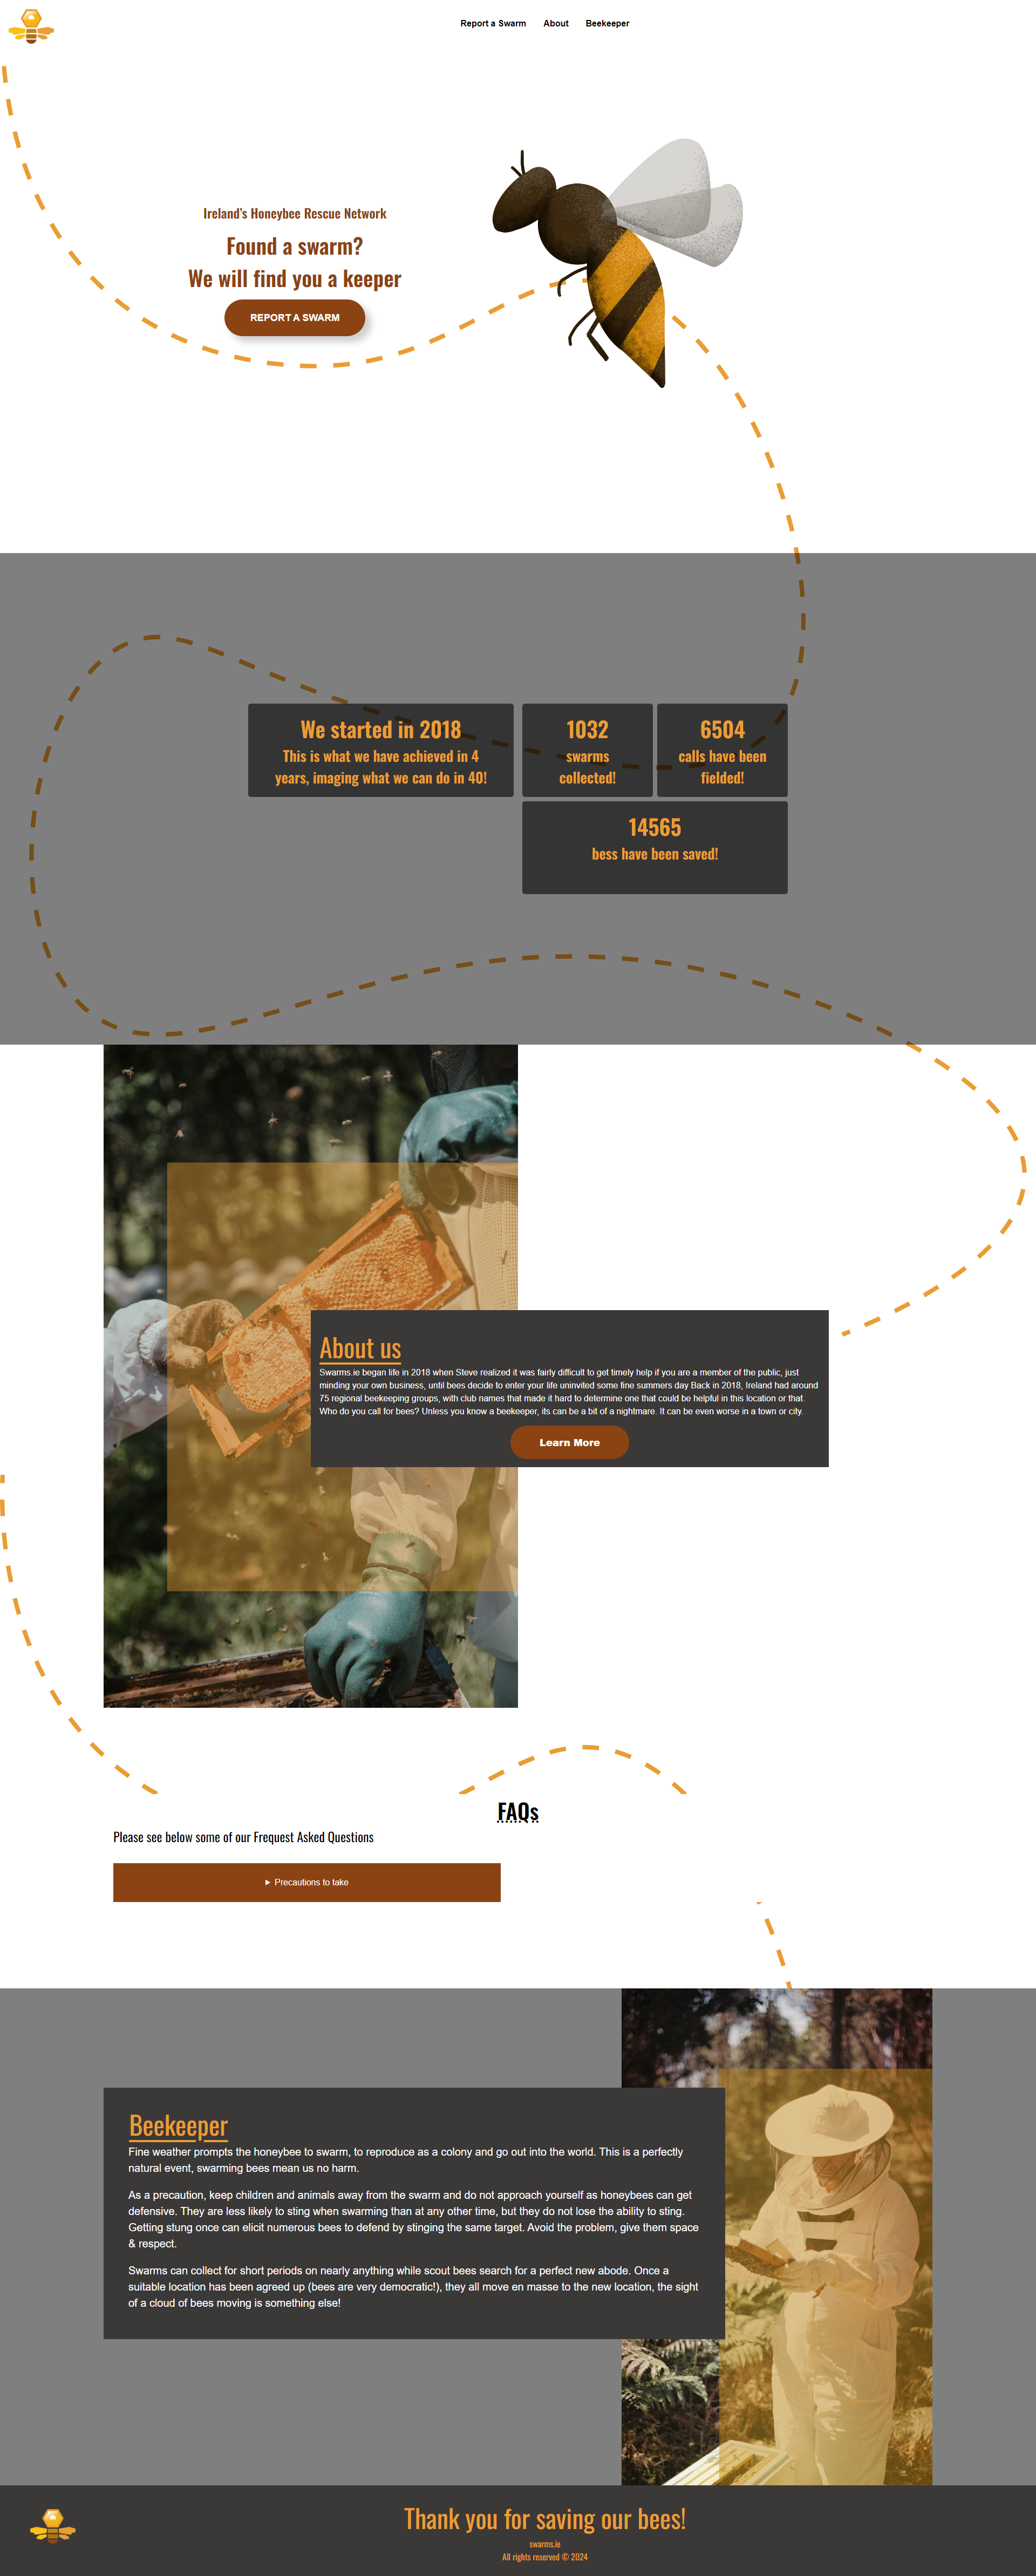 Report a Swarm About Beekeeper
Ireland's Honeybee Rescue Network
Found a swarm?
We will find you a keeper
REPORT A SWARM
We started in 2018
This is what we have achieved in 4
years, imaging what we can do in 40!
1032
swarms
collected!
6504
calls have been
fielded!
14565
bess have been saved!
About us
Swarms.ie began life in 2018 when Steve realized it was fairly difficult to get timely help if you are a member of the public, just
minding your own business, until bees decide to enter your life uninvited some fine summers day Back in 2018, Ireland had around
75 regional beekeeping groups, with club names that made it hard to determine one that could be helpful in this location or that.
Who do you call for bees? Unless you know a beekeeper, its can be a bit of a nightmare. It can be even worse in a town or city.
Learn More
FAQs
Please see below some of our Frequest Asked Questions
Precautions to take
Beekeeper
Fine weather prompts the honeybee to swarm, to reproduce as a colony and go out into the world. This is a perfectly
natural event, swarming bees mean us no harm.
As a precaution, keep children and animals away from the swarm and do not approach yourself as honeybees can get
defensive. They are less likely to sting when swarming than at any other time, but they do not lose the ability to sting.
Getting stung once can elicit numerous bees to defend by stinging the same target. Avoid the problem, give them space
& respect.
Swarms can collect for short periods on nearly anything while scout bees search for a perfect new abode. Once a
suitable location has been agreed up (bees are very democratic!), they all move en masse to the new location, the sight
of a cloud of bees moving is something else!
Thank you for saving our bees!
swarms.ie
All rights reserved © 2024